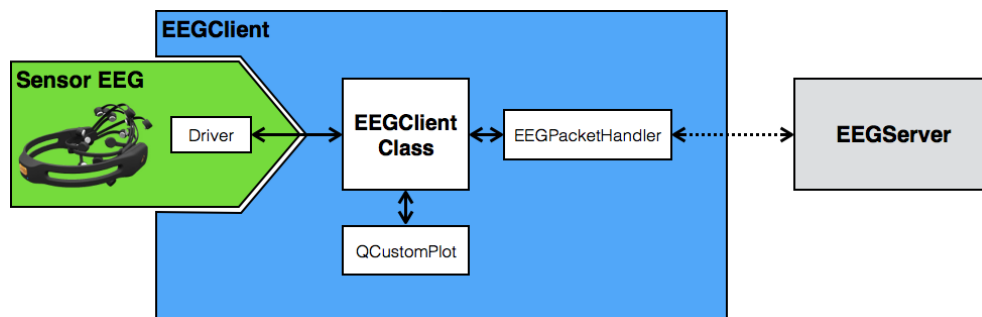 EEGClient
Sensor EEG
Driver
EEGClient
Class
EEGPacketHandler
EEGServer
QCustomPlot